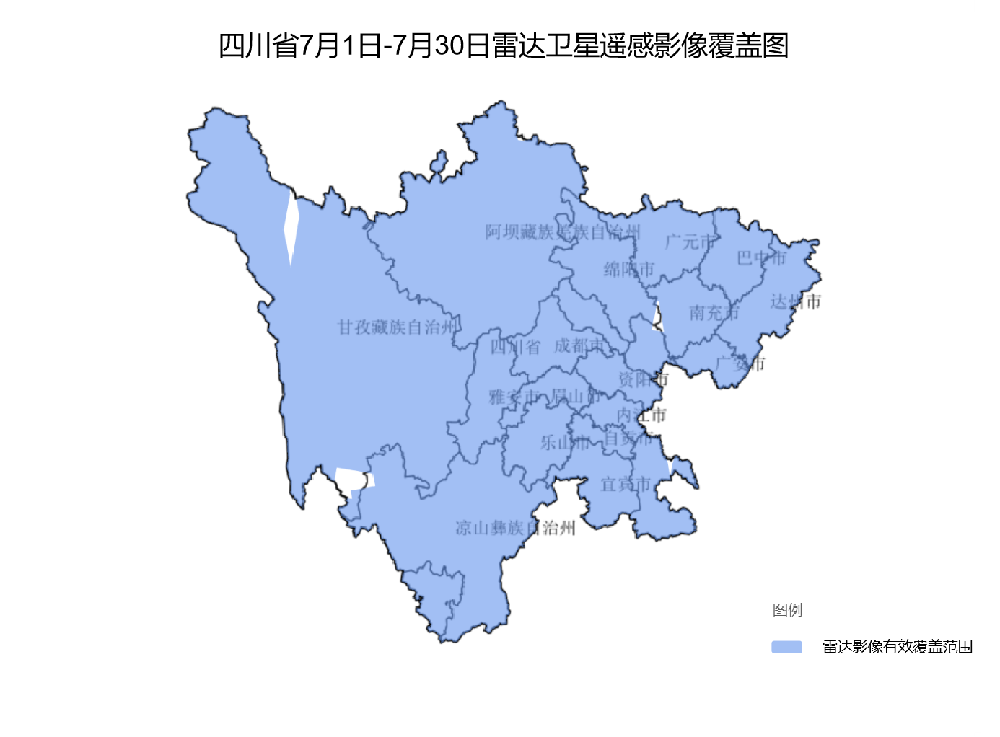 四川省7月1日-7月30日雷达卫星遥感影像覆盖图
阿坝藏族羌族自治州
广元市
巴中市
绵阳市
达州市
南充市
甘孜藏族自治州
四川省
成都市
广安市
资阳市
雅安市
眉山市
内江市
自贡市
乐山市
宜宾市
凉山彝族自治州
图例
雷达影像有效覆盖范围